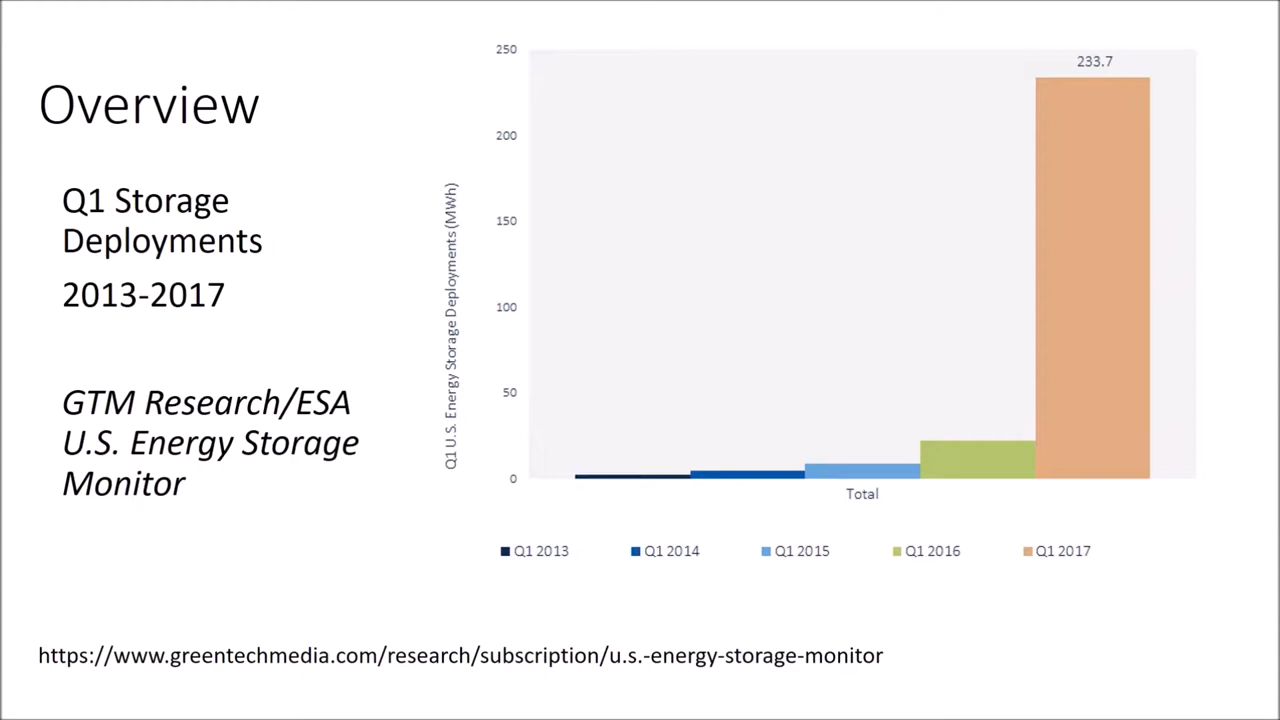 Overview
Q1 Storage
Deployments
2013-2017
GTM Research/ESA
U.S. Energy Storage
Monitor
Q1 U.S. Energy Storage Deployments (MWh)
250
200
150
100
50
0
233.7
Total
Q1 2013
Q1 2014
Q1 2015
Q1 2016
Q1 2017
https://www.greentechmedia.com/research/subscription/u.s.-energy-storage-monitor